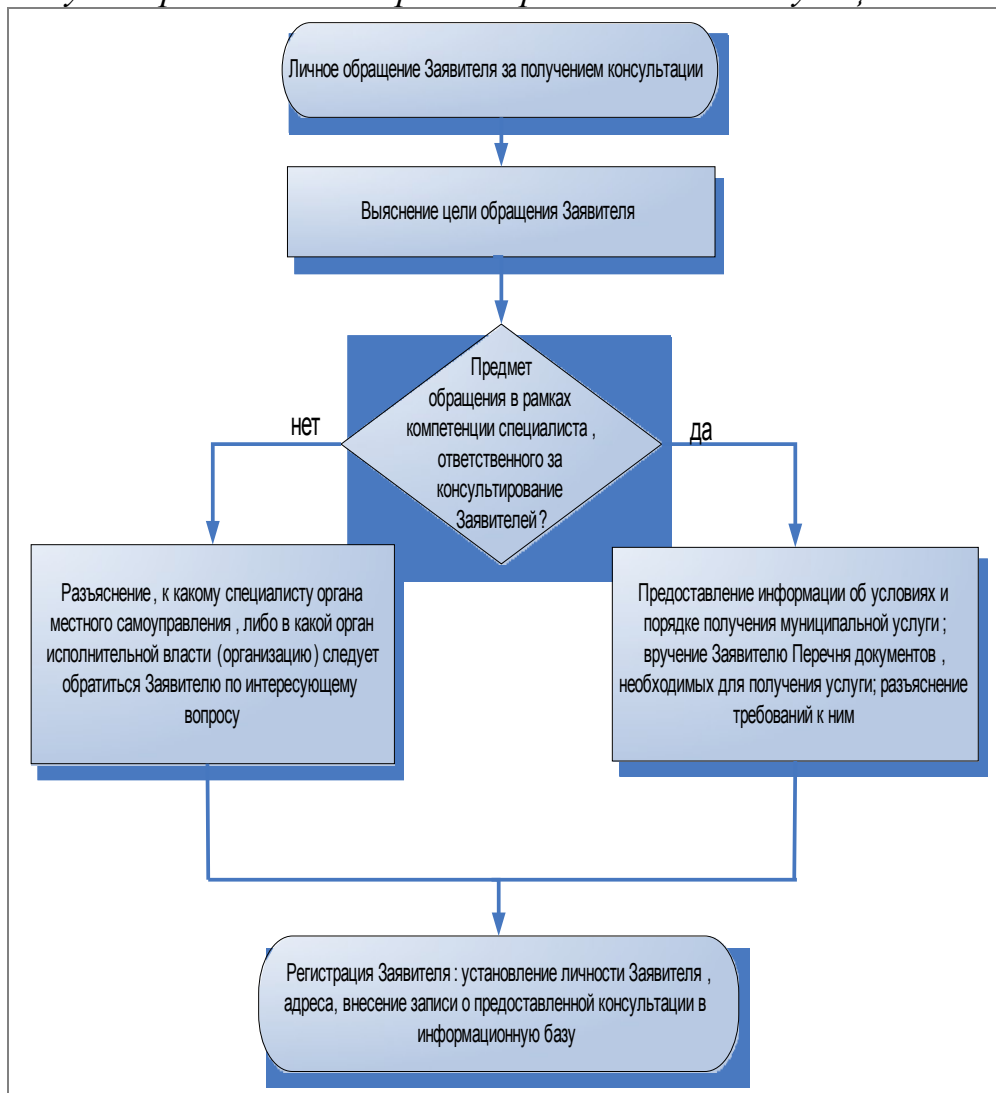 Личное обращение Заявителя за получением консультации
Выяснение цели обращения Заявителя
Предмет
обращения в рамках
компетенции специалиста ,
ответственного за
консультирование
Заявителей?
нет
да
Разъяснение , к какому специалисту органа
местного самоуправления , либо в какой орган
исполнительной власти (организацию) следует
обратиться Заявителю по интересующему
вопросу
Предоставление информации об условиях и
порядке получения муниципальной услуги ;
вручение Заявителю Перечня документов ,
необходимых для получения услуги; разъяснение
требований к ним
Регистрация Заявителя : установление личности Заявителя ,
адреса, внесение записи о предоставленной консультации в
информационную базу